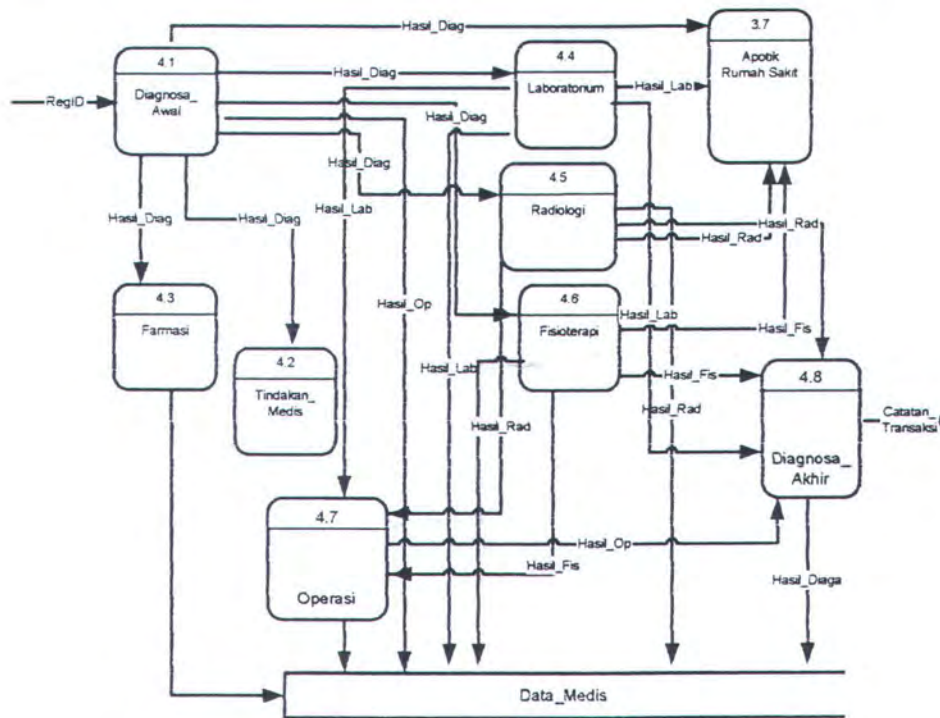 Hasil_Diag
3.7
Apotik
Rumah Sakit
4.1
Diagnosa_
Awal
RegID
Hasil_Diag
4.4
Laboratorium
Hasil_Lab
Hasil_Diag
Hasil_Diag
4.5
Radiologi
Hasil_Lab
Hasil_Diag
Hasil_Diag
Hasil_Rad
Hasil_Rad
4.3
Farmasi
Hasil_Op
4.6
Fisioterapi
Hasil_Lab
Hasil_Fis
4.2
Tindakan_
Medis
Hasil_Lab
Hasil_Fis
4.8
Diagnosa_
Akhir
Hasil_Rad
Hasil_Rad
Catatan_
Transaksi
4.7
Operasi
Hasil_Op
Hasil_Fis
Hasil_Diaga
Data_Medis